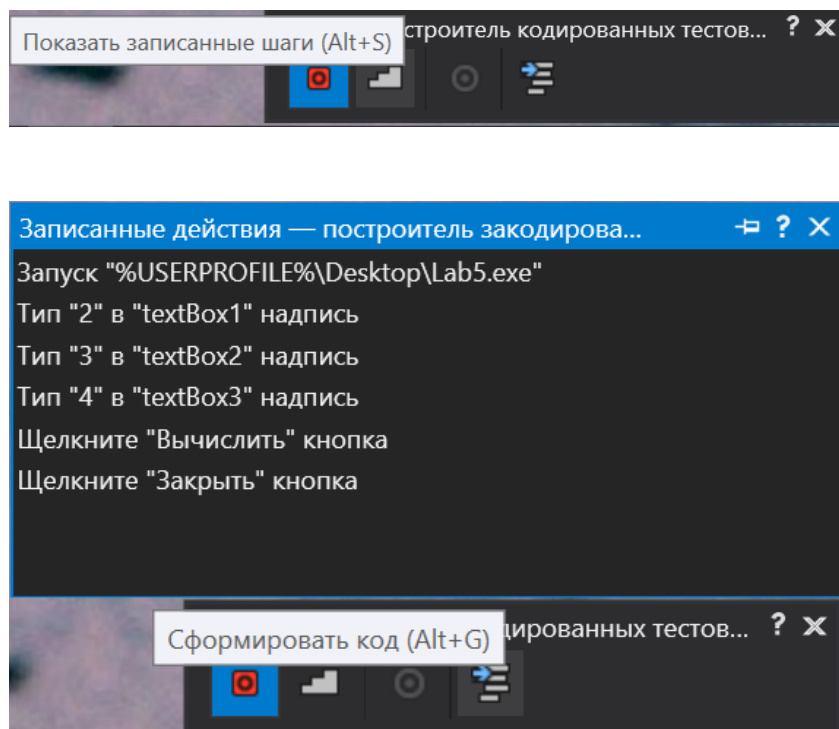 Показать записанные шаги (Alt+S) строитель кодированных тестов... ? X
Записанные действия — построитель закодирова... ? X
Запуск "%USERPROFILE%\Desktop\Lab5.exe"
Тип "2" в "textBox1" надпись
Тип "3" в "textBox2" надпись
Тип "4" в "textBox3" надпись
Щелкните "Вычислить" кнопка
Щелкните "Закрыть" кнопка
Сформировать код (Alt+G) дированных тестов... ? X